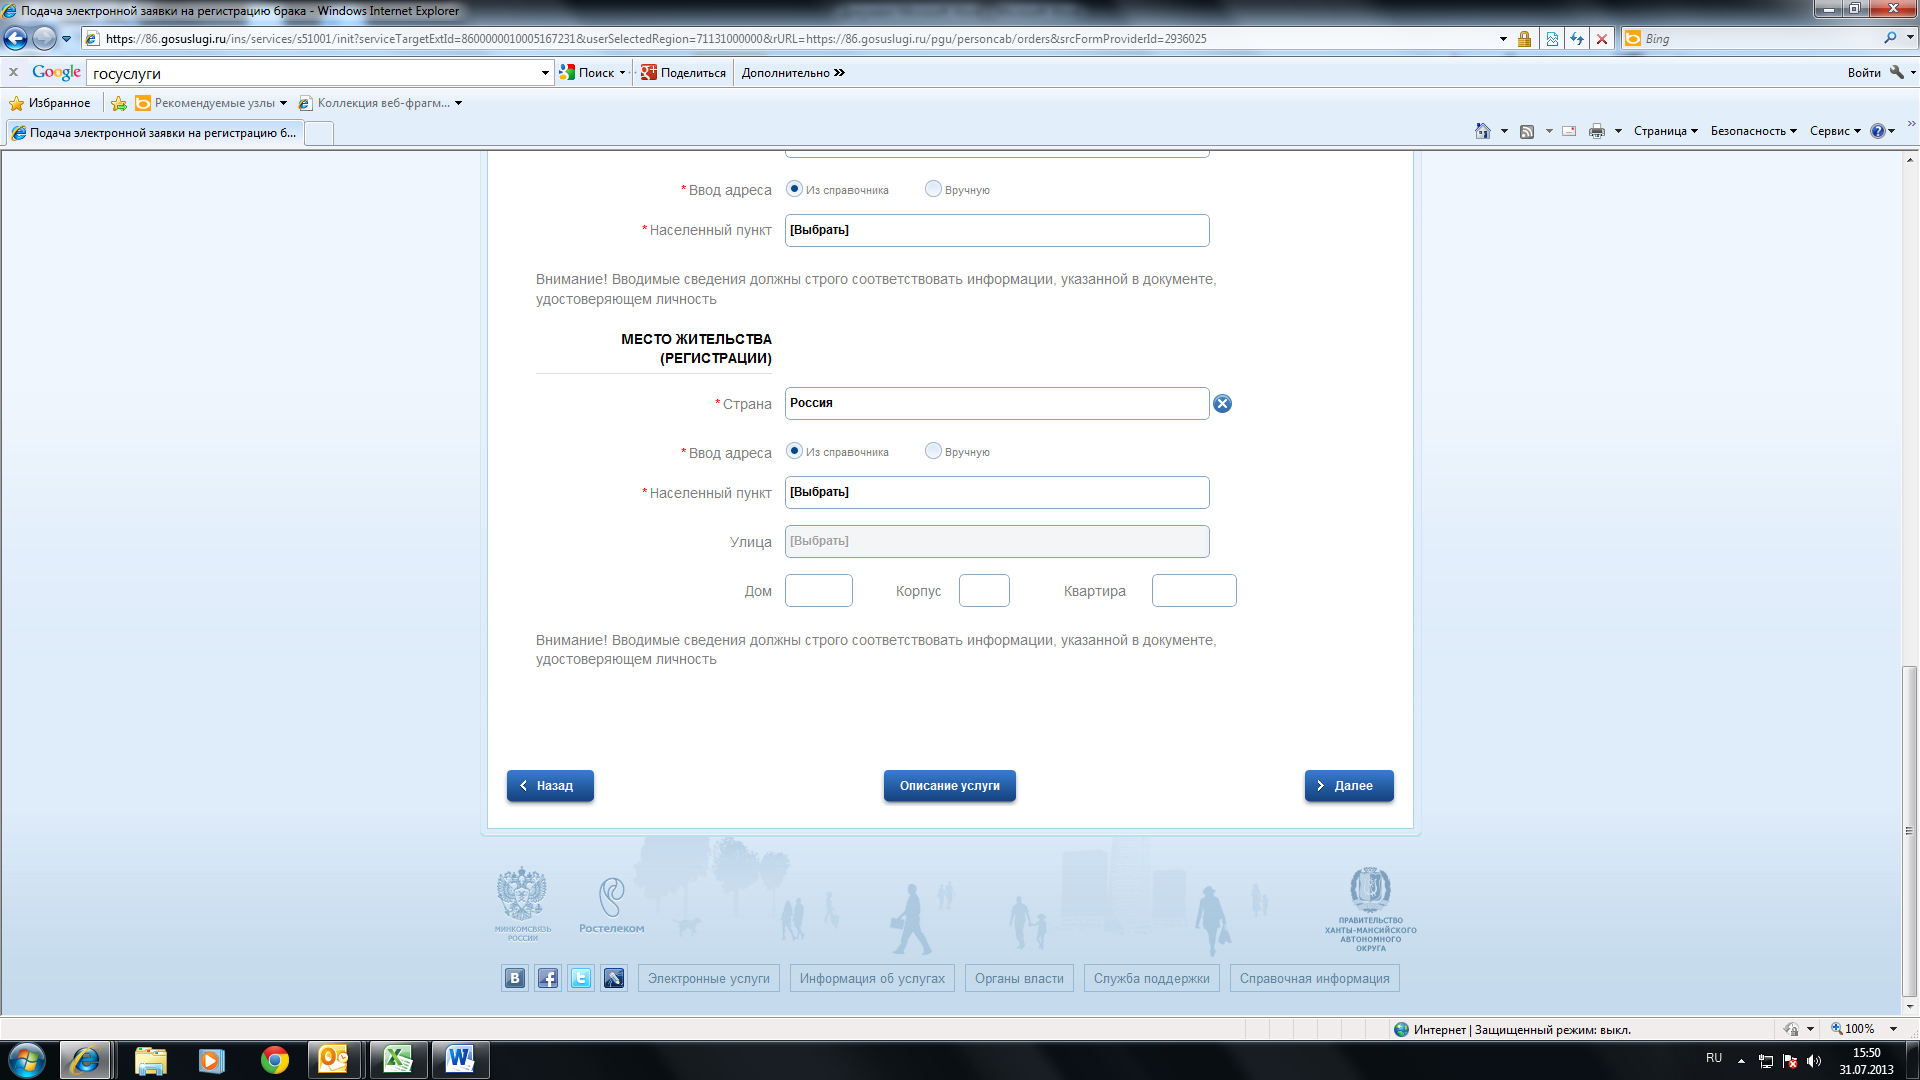 Подача электронной заявки на регистрацию брака - Windows Internet Explorer
https://86.gosuslugi.ru/ins/services/s51001/init?serviceTargetExtId=8600000010005167231&userSelectedRegion=71131000000&rURL=https://86.gosuslugi.ru/pgu/personcab/orders&srcFormProviderId=2936025
Bing
Google госуслуги Поиск Поделиться Дополнительно Войти
Избранное Рекомендуемые узлы Коллекция веб-фрагм...
Подача электронной заявки на регистрацию б... Страница Безопасность Сервис
*Ввод адреса Из справочника Вручную
*Населенный пункт [Выбрать]
Внимание! Вводимые сведения должны строго соответствовать информации, указанной в документе,
удостоверяющем личность
МЕСТО ЖИТЕЛЬСТВА
(РЕГИСТРАЦИИ)
*Страна Россия
*Ввод адреса Из справочника Вручную
*Населенный пункт [Выбрать]
Улица [Выбрать]
Дом Корпус Квартира
Внимание! Вводимые сведения должны строго соответствовать информации, указанной в документе,
удостоверяющем личность
Назад Описание услуги Далее
МИНКОМСВЯЗЬ
РОССИИ
Ростелеком
ПРАВИТЕЛЬСТВО
ХАНТЫ-МАНСИЙСКОГО
АВТОНОМНОГО
ОКРУГА
Электронные услуги Информация об услугах Органы власти Служба поддержки Справочная информация
Интернет | Защищенный режим: выкл. 100%
RU 15:50
31.07.2013